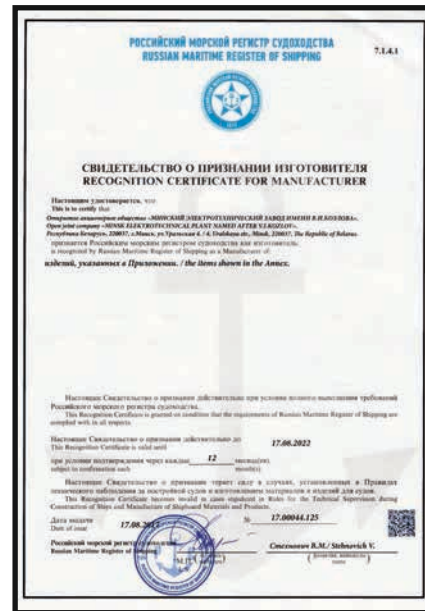 РОССИЙСКИЙ МОРСКОЙ РЕГИСТР СУДОХОДСТВА
RUSSIAN MARITIME REGISTER OF SHIPPING
7.1.4.1
СВИДЕТЕЛЬСТВО О ПРИЗНАНИИ ИЗГОТОВИТЕЛЯ
RECOGNITION CERTIFICATE FOR MANUFACTURER
Настоящим удостоверяется, что
This is to certify that
Открытое акционерное общество «МИНСКИЙ ЭЛЕКТРОТЕХНИЧЕСКИЙ ЗАВОД ИМЕНИ В.И.КОЗЛОВА».
Open joint company «MINSK ELEKTROTECHNICAL PLANT NAMED AFTER V.I.KOZLOV».
Республика Беларусь, 220037, г.Минск, ул.Уральская 4. / 4, Uralskaya str., Minsk, 220037, The Republic of Belarus.
признается Российским морским регистром судоходства как изготовитель:
is recognized by Russian Maritime Register of Shipping as a Manufacturer of:
изделий, указанных в Приложении. / the items shown in the Annex.
Настоящее Свидетельство о признании действительно при условии полного выполнения требований
Российского морского регистра судоходства.
This Recognition Certificate is granted on condition that the requirements of Russian Maritime Register of Shipping are
complied with in all respects.
Настоящее Свидетельство о признании действительно до
This Recognition Certificate is valid until
17.08.2022
при условии подтверждения через каждые 12 месяца(ев).
subject to confirmation each month(s)
Настоящее Свидетельство о признании теряет силу в случаях, установленных в Правилах
технического наблюдения за постройкой судов и изготовлением материалов и изделий для судов.
This Recognition Certificate becomes invalid in cases stipulated in Rules for the Technical Supervision during
Construction of Ships and Manufacture of Shipboard Materials and Products.
Дата выдачи
Date of issue
17.08.2017
№ 17.00044.125
Российский морской регистр судоходства
Russian Maritime Register of Shipping
Стехнович В.М./ Stehnovich V.
М.П.
(фамилия, инициалы)
name